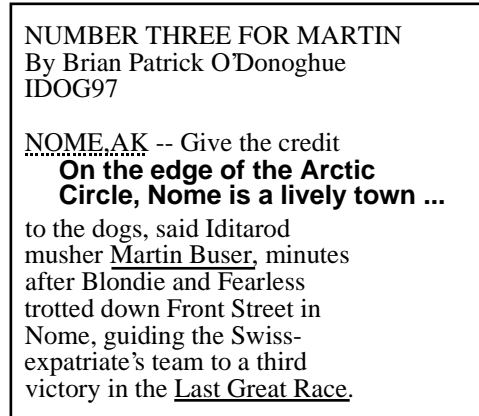 NUMBER THREE FOR MARTIN
By Brian Patrick O'Donoghue
IDOG97
NOME,AK -- Give the credit
On the edge of the Arctic
Circle, Nome is a lively town ...
to the dogs, said Iditarod
musher Martin Buser, minutes
after Blondie and Fearless
trotted down Front Street in
Nome, guiding the Swiss-
expatriate's team to a third
victory in the Last Great Race.